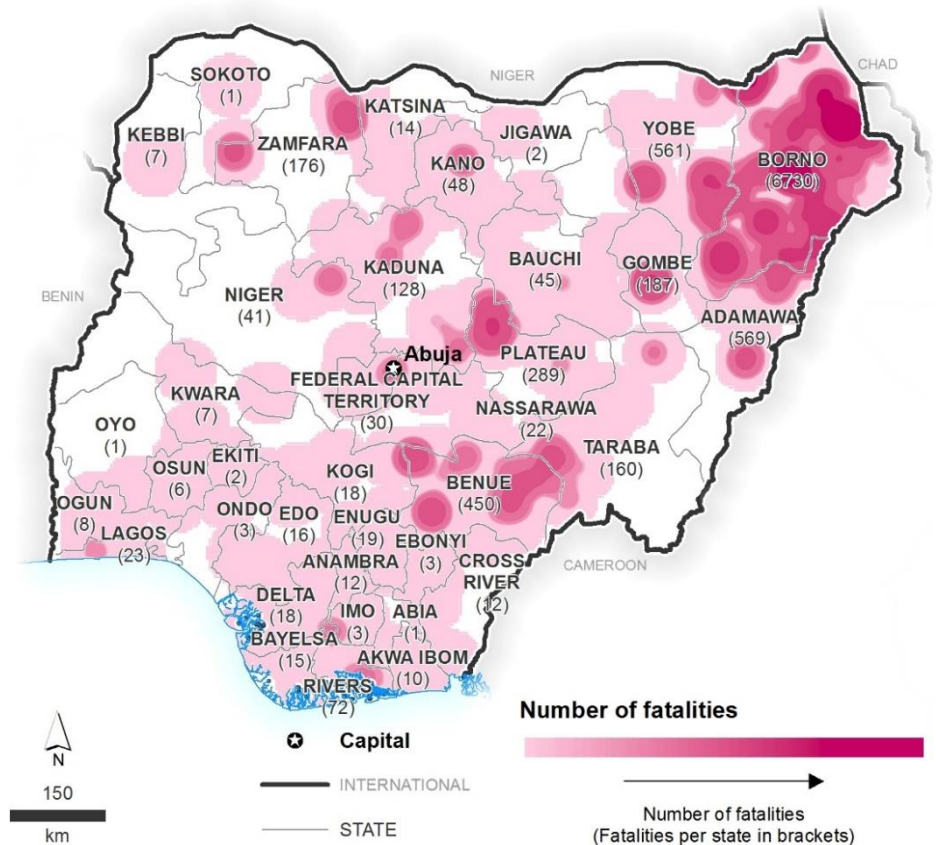 SOKOTO
(1)
NIGER
CHAD
KEBBI
(7)
ZAMFARA
(176)
KATSINA
(14)
JIGAWA
(2)
YOBE
(561)
KANO
(48)
BORNO
(6730)
BENIN
NIGER
(41)
KADUNA
(128)
BAUCHI
(45)
GOMBE
(187)
ADAMAWA
(569)
Abuja
FEDERAL CAPITAL
TERRITORY
(30)
PLATEAU
(289)
KWARA
(7)
NASSARAWA
(22)
OYO
(1)
TARABA
(160)
OSUN
(6)
EKITI
(2)
KOGI
(18)
BENUE
(450)
OGUN
(8)
LAGOS
(23)
ONDO
(3)
EDO
(16)
ENUGU
(19)
EBONYI
(3)
ANAMBRA
(12)
CROSS
RIVER
(12)
CAMEROON
DELTA
(18)
IMO
(3)
ABIA
(1)
BAYELSA
(15)
AKWA IBOM
(10)
RIVERS
(72)
N
150
km
Capital
INTERNATIONAL
STATE
Number of fatalities
Number of fatalities
(Fatalities per state in brackets)